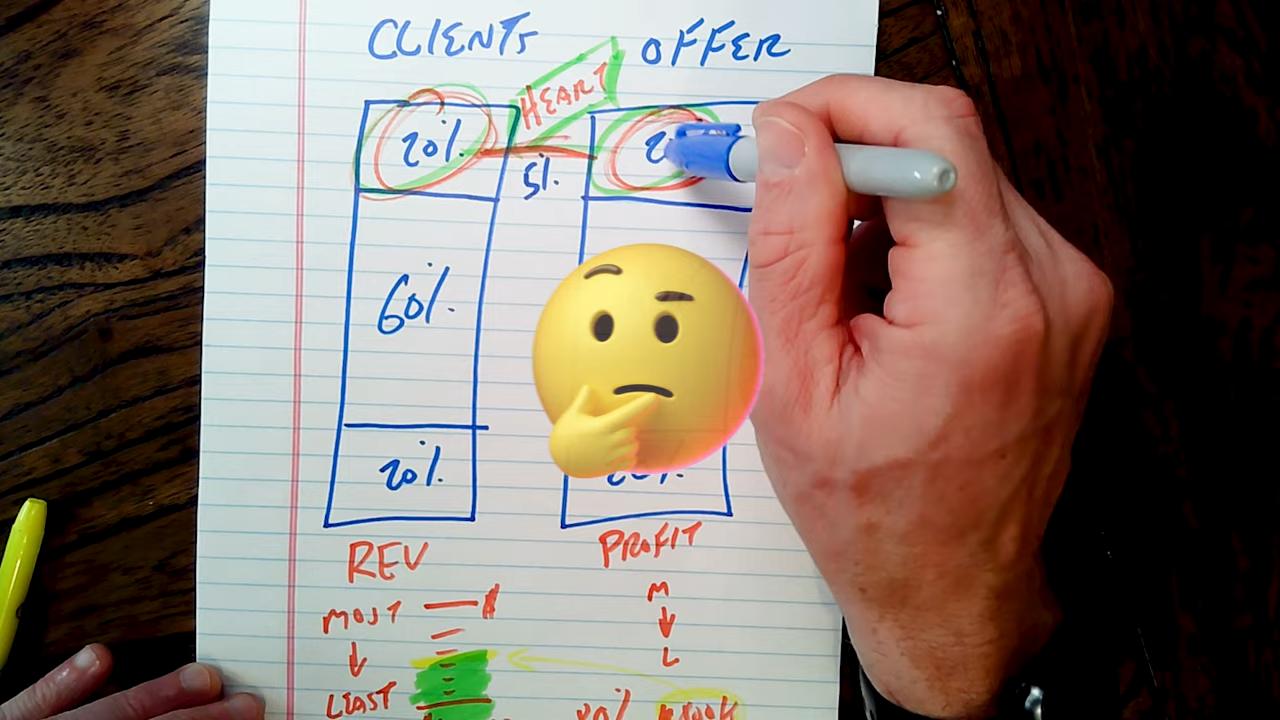 CLIENTS OFFER
HEART
20%
5%
60%
20%
REV PROFIT
MOST M
LEAST L